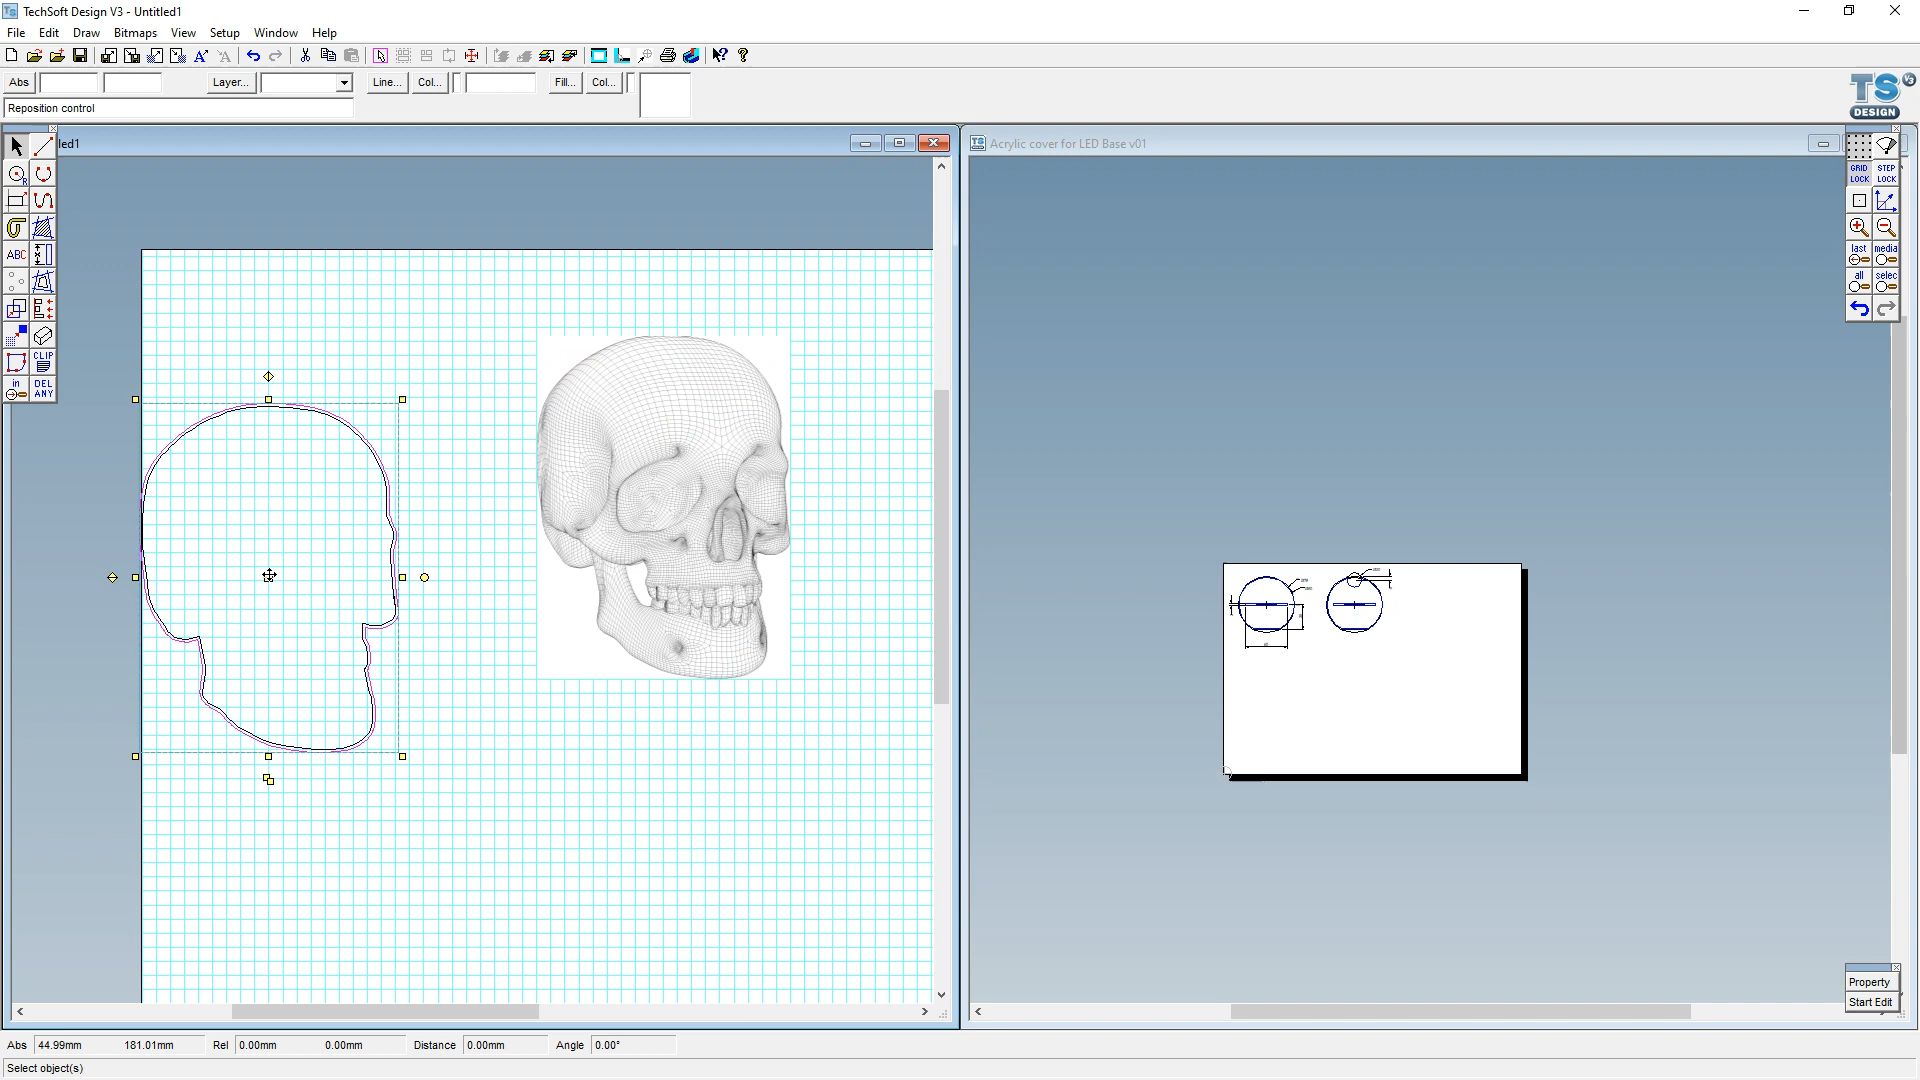 TechSoft Design V3 - Untitled1
File Edit Draw Bitmaps View Setup Window Help
Abs Layer... Line... Col... Fill... Col...
Reposition control
TS V3
DESIGN
led1
Acrylic cover for LED Base v01
ABC
CLIP
in DEL
ANY
GRID STEP
LOCK LOCK
last media
all selec
Property
Start Edit
Abs 44.99mm 181.01mm Rel 0.00mm 0.00mm Distance 0.00mm Angle 0.00°
Select object(s)